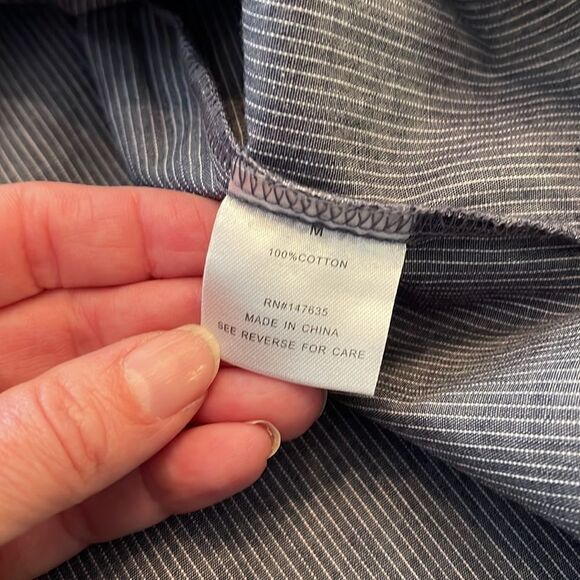 M
100%COTTON
RN#147635
MADE IN CHINA
SEE REVERSE FOR CARE